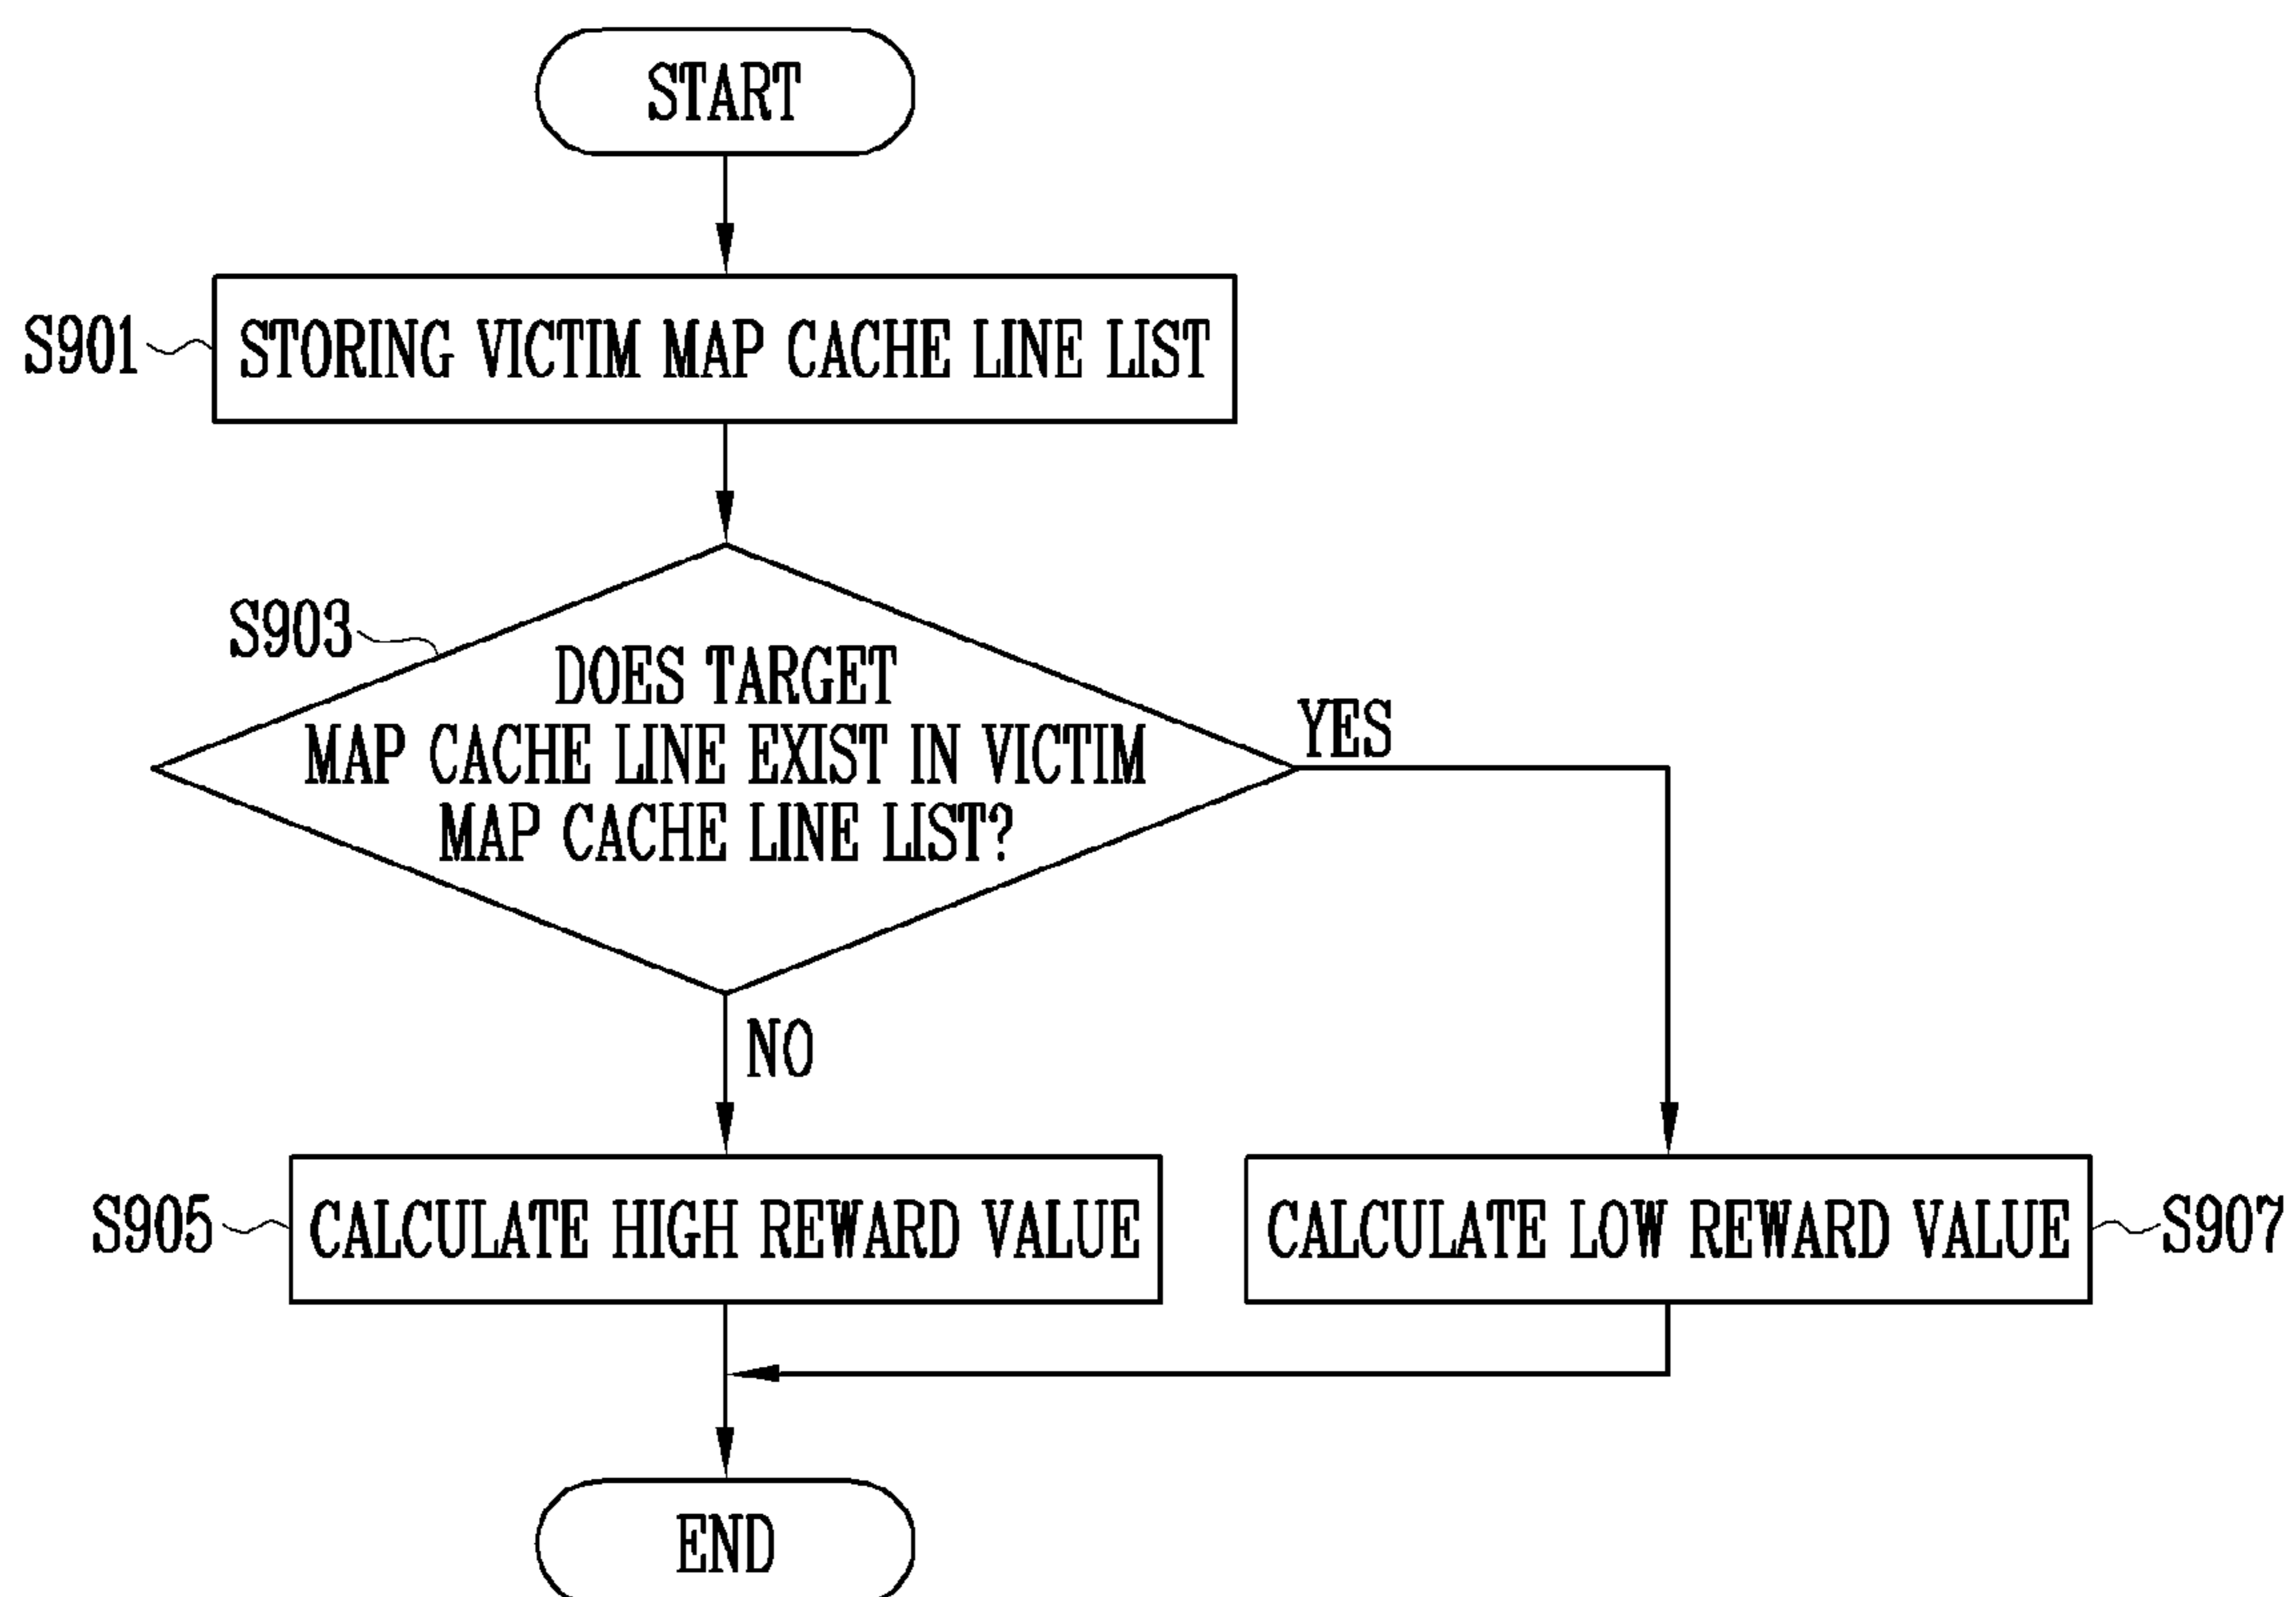 START
S901
STORING VICTIM MAP CACHE LINE LIST
S903
DOES TARGET
MAP CACHE LINE EXIST IN VICTIM
MAP CACHE LINE LIST?
YES
NO
S905
CALCULATE HIGH REWARD VALUE
CALCULATE LOW REWARD VALUE
S907
END